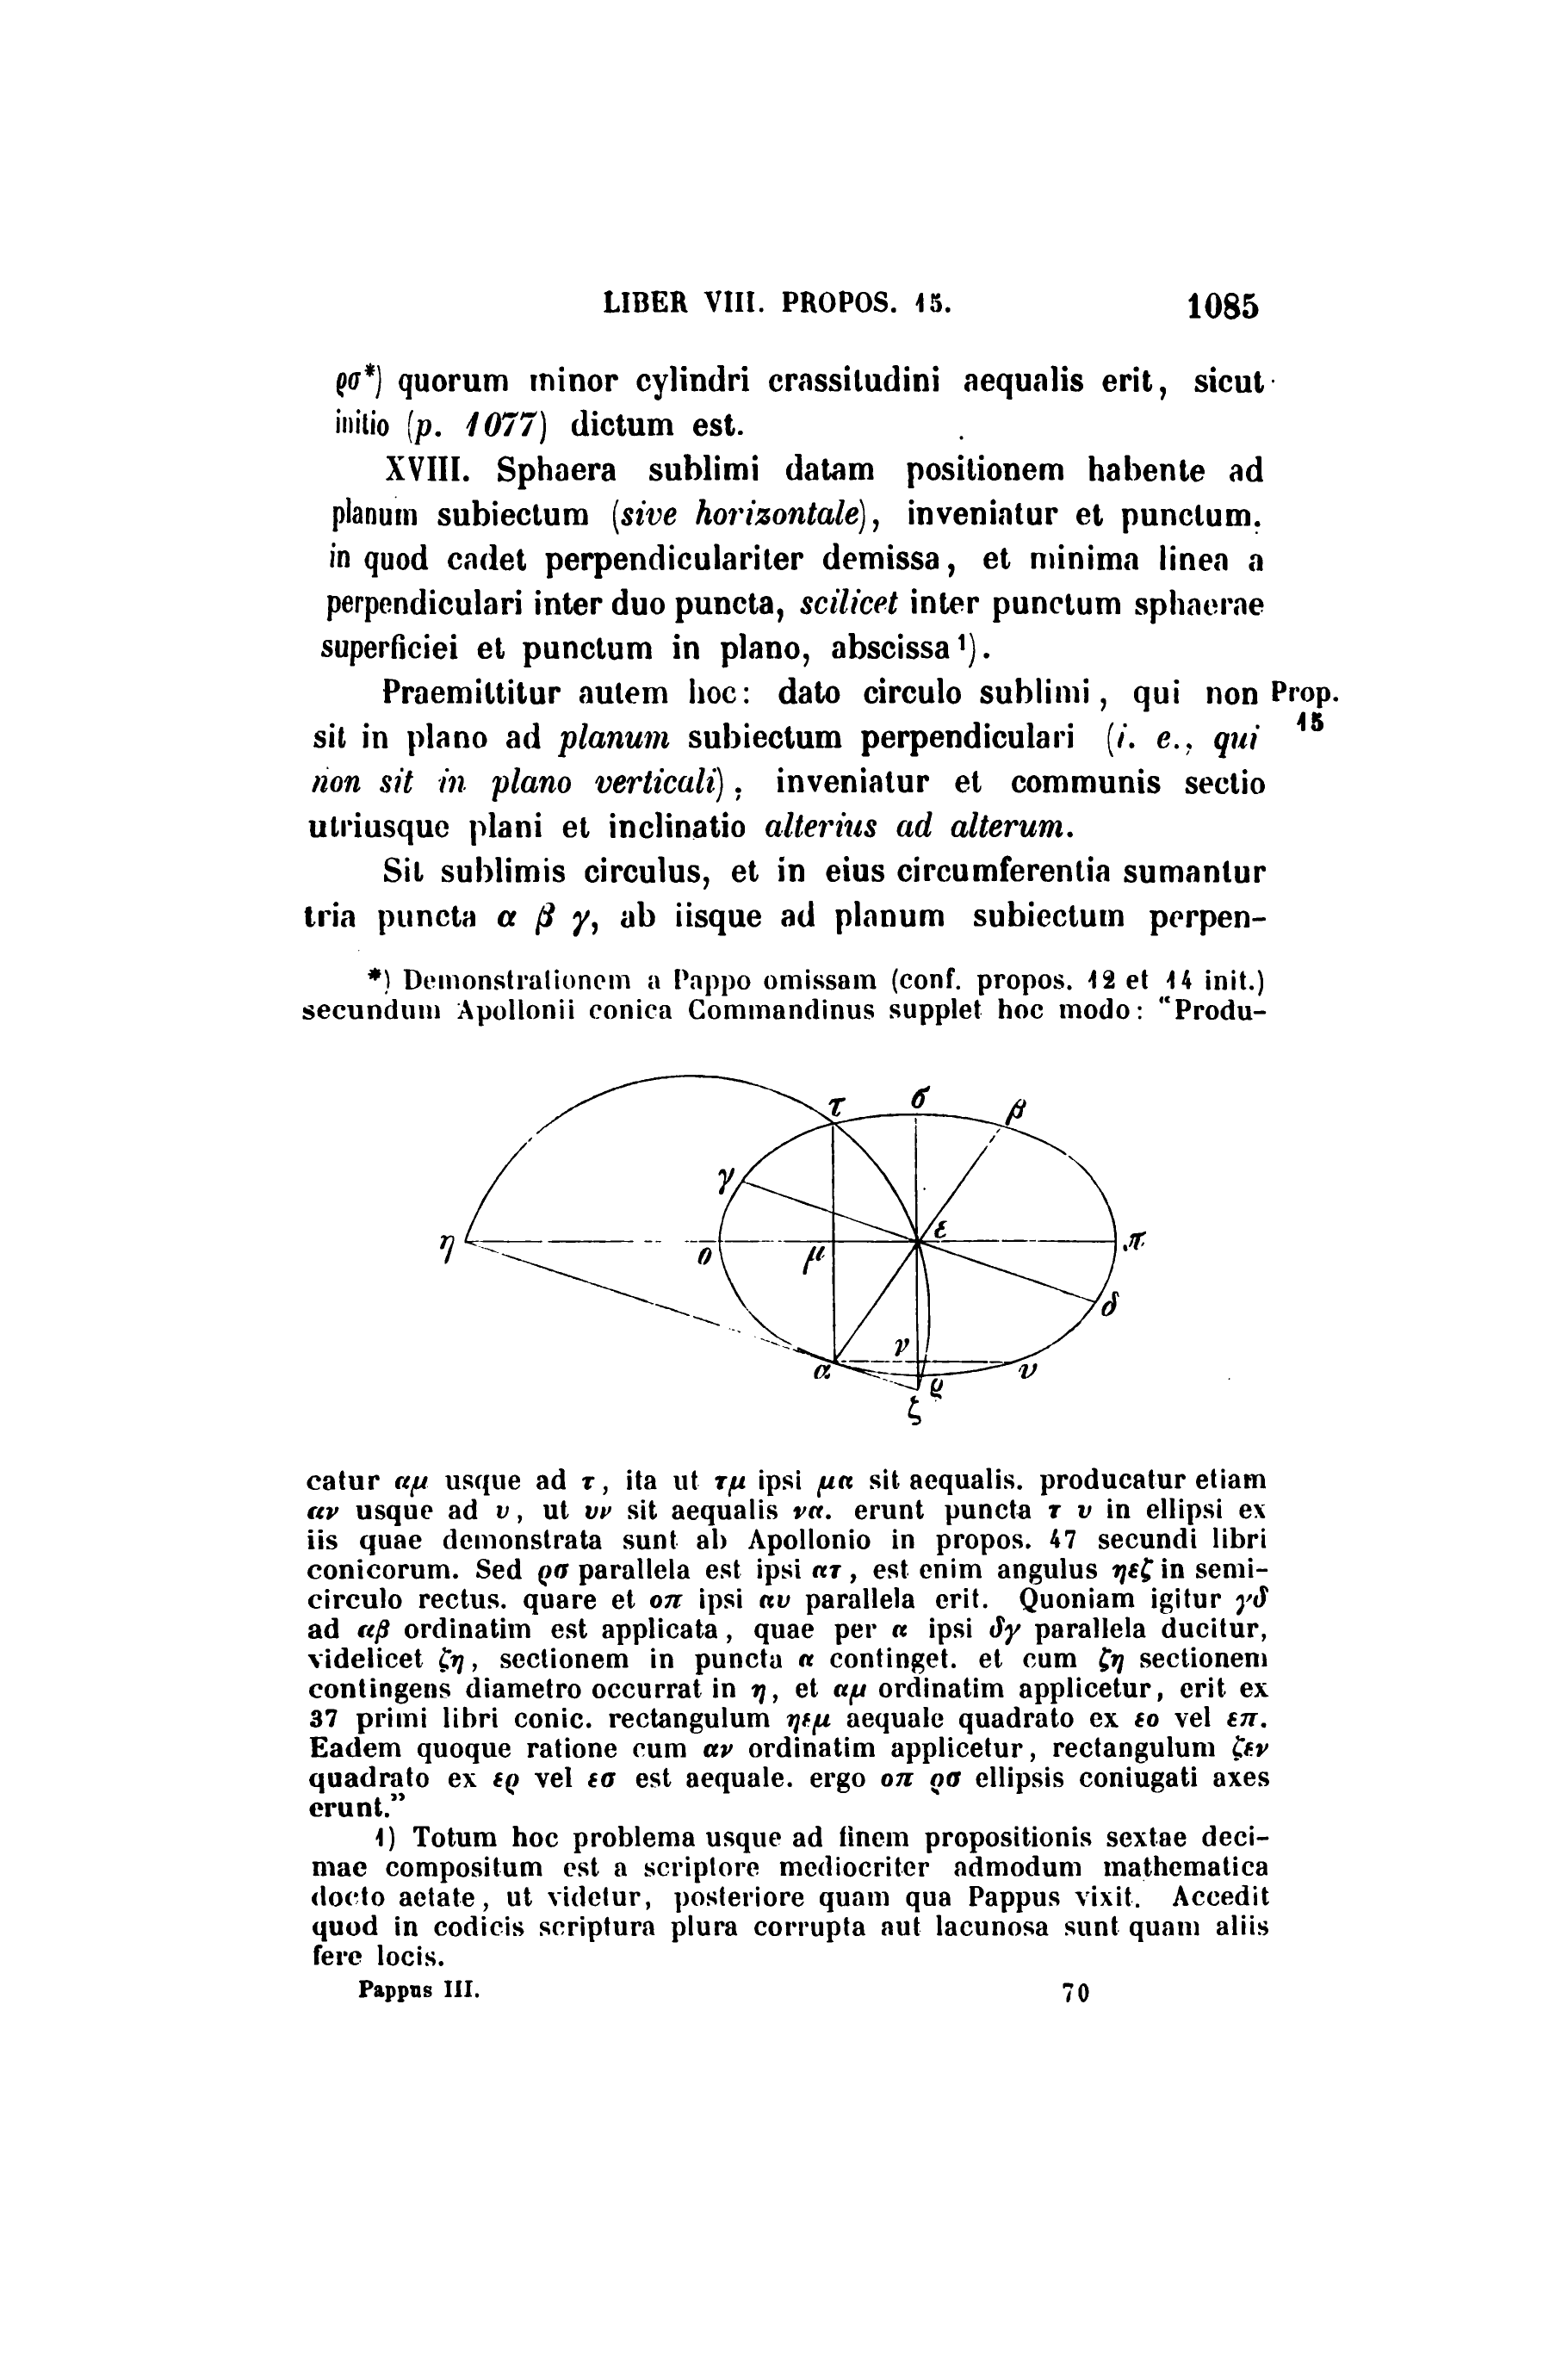 LIBER VIII. PROPOS. 15. 1085
ρσ*) quorum minor cylindri crassitudini aequalis erit, sicut
initio (p. 1077) dictum est.
XVIII. Sphaera sublimi datam positionem habente ad
planum subiectum (sive horizontale), inveniatur et punctum.
in quod cadet perpendiculariter demissa, et minima linea a
perpendiculari inter duo puncta, scilicet inter punctum sphaerae
superficiei et punctum in plano, abscissa¹).
Praemittitur autem hoc: dato circulo sublimi, qui non Prop.
sit in plano ad planum subiectum perpendiculari (i. e., qui 15
non sit in plano verticali), inveniatur et communis sectio
utriusque plani et inclinatio alterius ad alterum.
Sit sublimis circulus, et in eius circumferentia sumantur
tria puncta α β γ, ab iisque ad planum subiectum perpen-
*) Demonstrationem a Pappo omissam (conf. propos. 12 et 14 init.)
secundum Apollonii conica Commandinus supplet hoc modo: "Produ-
τ σ β
γ
η ο μ ε π
δ
ν
α υ
ρ
ζ
catur αμ usque ad τ, ita ut τμ ipsi μα sit aequalis. producatur etiam
αν usque ad υ, ut υν sit aequalis να. erunt puncta τ υ in ellipsi ex
iis quae demonstrata sunt ab Apollonio in propos. 47 secundi libri
conicorum. Sed ρσ parallela est ipsi ατ, est enim angulus ηεζ in semi-
circulo rectus. quare et οπ ipsi αυ parallela erit. Quoniam igitur γδ
ad αβ ordinatim est applicata, quae per α ipsi δγ parallela ducitur,
videlicet ζη, sectionem in puncta α continget. et cum ζη sectionem
contingens diametro occurrat in η, et αμ ordinatim applicetur, erit ex
37 primi libri conic. rectangulum ηεμ aequale quadrato ex εο vel επ.
Eadem quoque ratione cum αν ordinatim applicetur, rectangulum ζεν
quadrato ex ερ vel εσ est aequale. ergo οπ ρσ ellipsis coniugati axes
erunt."
1) Totum hoc problema usque ad finem propositionis sextae deci-
mae compositum est a scriptore mediocriter admodum mathematica
docto aetate, ut videtur, posteriore quam qua Pappus vixit. Accedit
quod in codicis scriptura plura corrupta aut lacunosa sunt quam aliis
fere locis.
Pappus III. 70